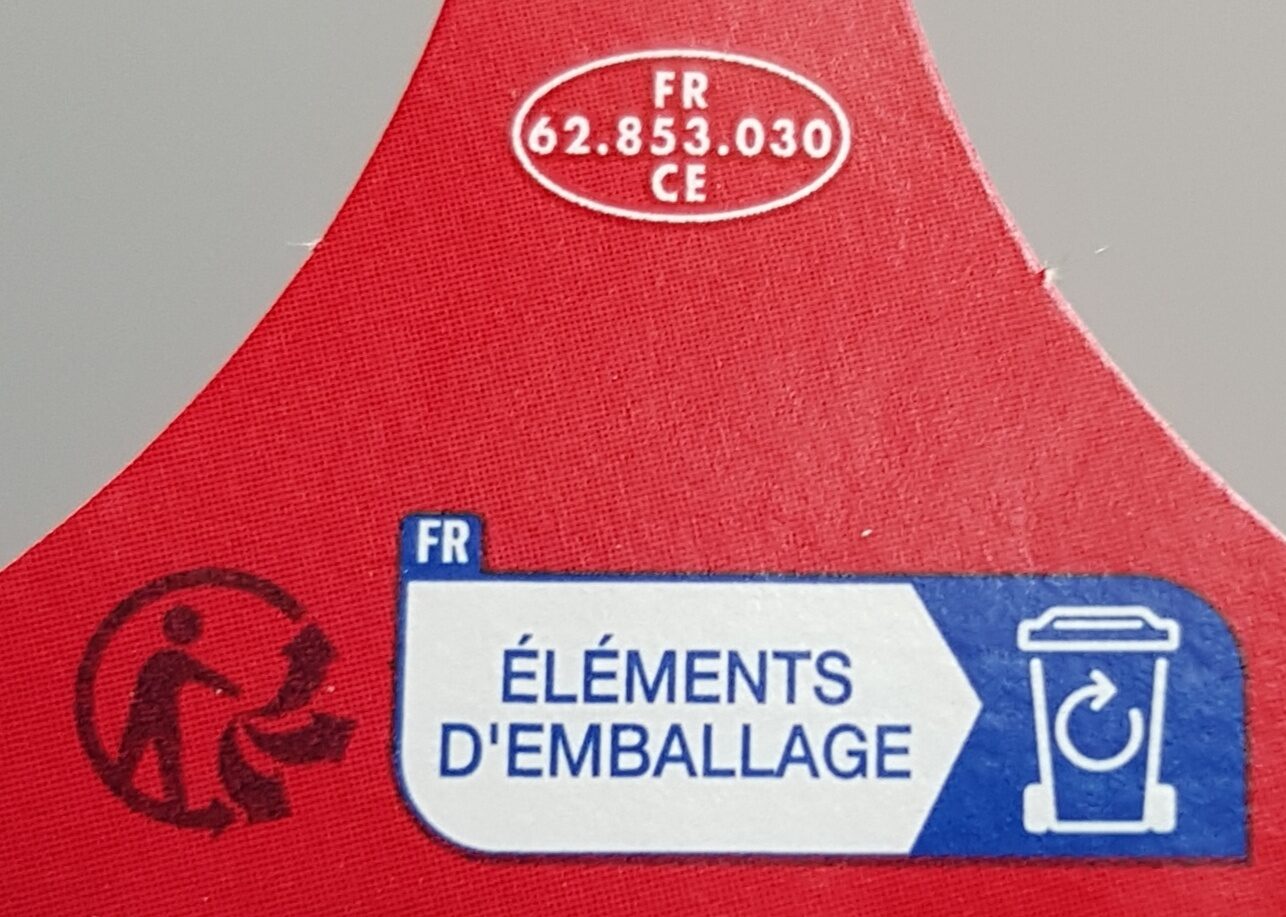 FR
62.853.030
CE
FR
ÉLÉMENTS
D'EMBALLAGE